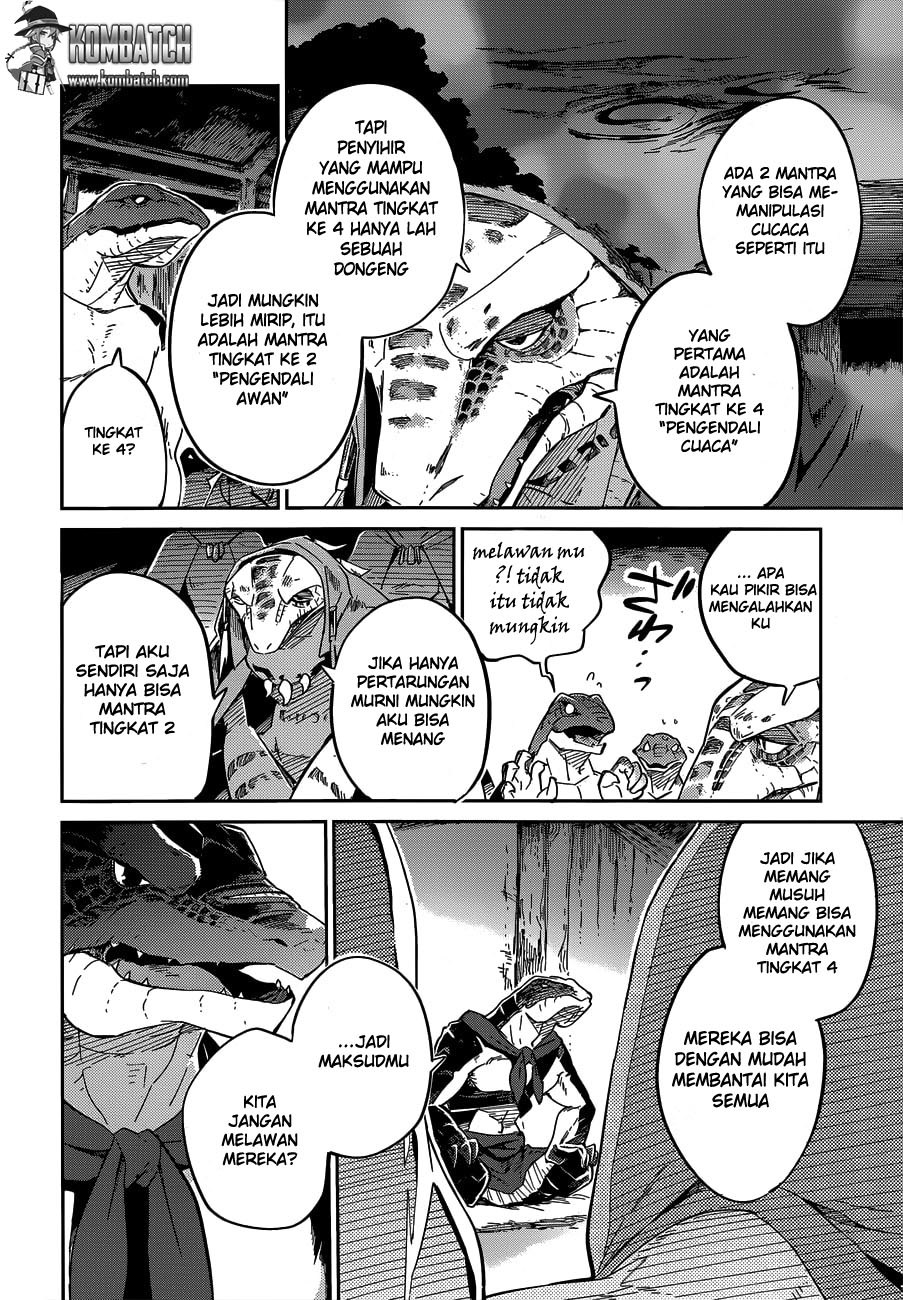 KOMBATCH
www.kombatch.com
ADA 2 MANTRA
YANG BISA ME-
MANIPULASI
CUCACA
SEPERTI ITU
YANG
PERTAMA
ADALAH
MANTRA
TINGKAT KE 4
“PENGENDALI
CUACA”
TAPI
PENYIHIR
YANG MAMPU
MENGGUNAKAN
MANTRA TINGKAT
KE 4 HANYA LAH
SEBUAH
DONGENG
JADI MUNGKIN
LEBIH MIRIP, ITU
ADALAH MANTRA
TINGKAT KE 2
“PENGENDALI
AWAN”
TINGKAT
KE 4?
... APA
KAU PIKIR BISA
MENGALAHKAN
KU
melawan mu
?! tidak
itu tidak
mungkin
ザワ
JIKA HANYA
PERTARUNGAN
MURNI MUNGKIN
AKU BISA
MENANG
TAPI AKU
SENDIRI SAJA
HANYA BISA
MANTRA
TINGKAT 2
JADI JIKA
MEMANG
MUSUH
MEMANG BISA
MENGGUNAKAN
MANTRA
TINGKAT 4
MEREKA BISA
DENGAN MUDAH
MEMBANTAI KITA
SEMUA
...JADI
MAKSUDMU
KITA
JANGAN
MELAWAN
MEREKA?